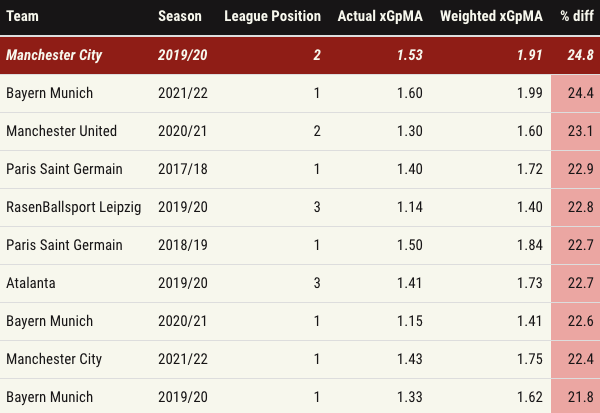 Team Season League Position Actual xGpMA Weighted xGpMA % diff
Manchester City 2019/20 2 1.53 1.91 24.8
Bayern Munich 2021/22 1 1.60 1.99 24.4
Manchester United 2020/21 2 1.30 1.60 23.1
Paris Saint Germain 2017/18 1 1.40 1.72 22.9
RasenBallsport Leipzig 2019/20 3 1.14 1.40 22.8
Paris Saint Germain 2018/19 1 1.50 1.84 22.7
Atalanta 2019/20 3 1.41 1.73 22.7
Bayern Munich 2020/21 1 1.15 1.41 22.6
Manchester City 2021/22 1 1.43 1.75 22.4
Bayern Munich 2019/20 1 1.33 1.62 21.8